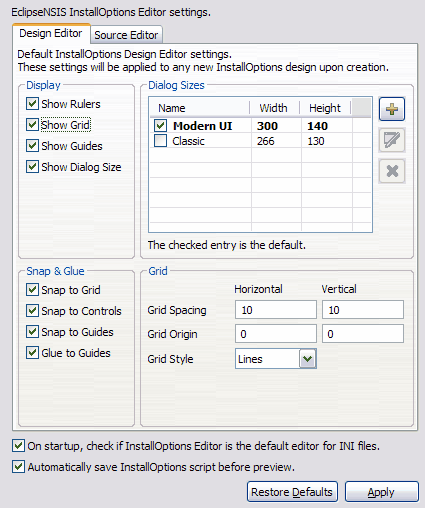 EclipseNSIS InstallOptions Editor settings.
Design Editor Source Editor
Default InstallOptions Design Editor settings.
These settings will be applied to any new InstallOptions design upon creation.
Display
Show Rulers
Show Grid
Show Guides
Show Dialog Size
Dialog Sizes
Name Width Height
Modern UI 300 140
Classic 266 130
The checked entry is the default.
Snap & Glue
Snap to Grid
Snap to Controls
Snap to Guides
Glue to Guides
Grid
Horizontal Vertical
Grid Spacing 10 10
Grid Origin 0 0
Grid Style Lines
On startup, check if InstallOptions Editor is the default editor for INI files.
Automatically save InstallOptions script before preview.
Restore Defaults Apply